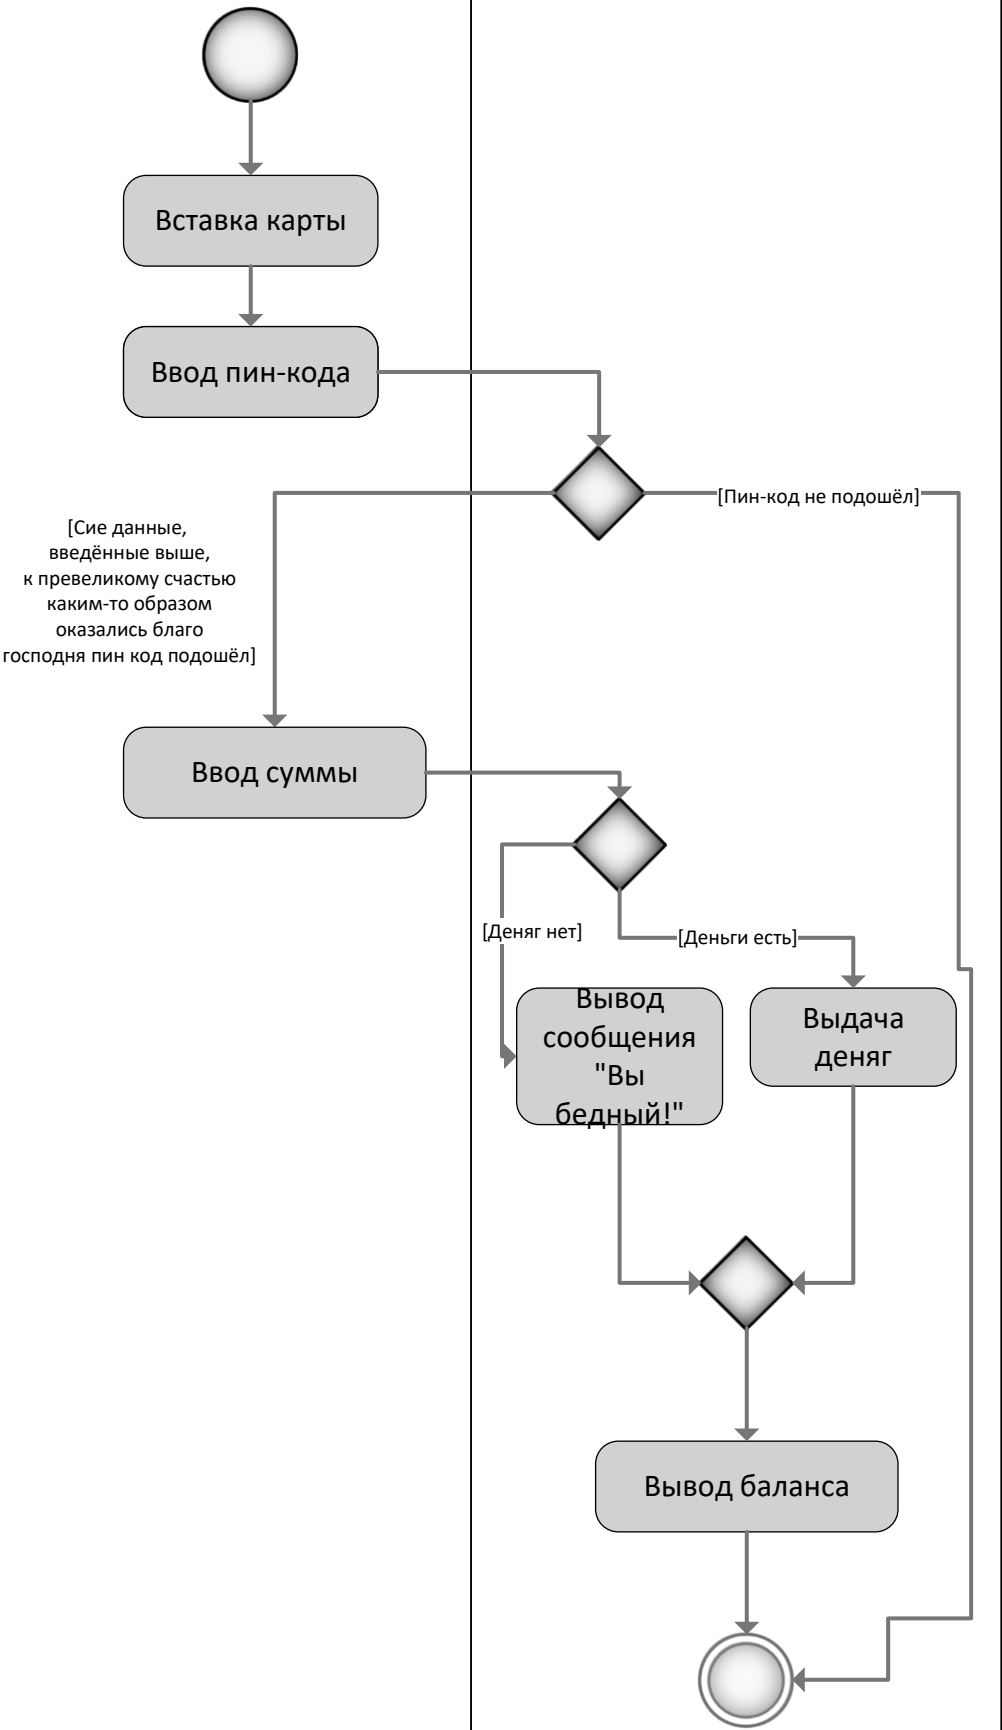 Вставка карты
Ввод пин-кода
[Пин-код не подошёл]
[Сие данные,
введённые выше,
к превеликому счастью
каким-то образом
оказались благо
господня пин код подошёл]
Ввод суммы
[Деняг нет]
[Деньги есть]
Вывод
сообщения
"Вы
бедный!"
Выдача
деняг
Вывод баланса